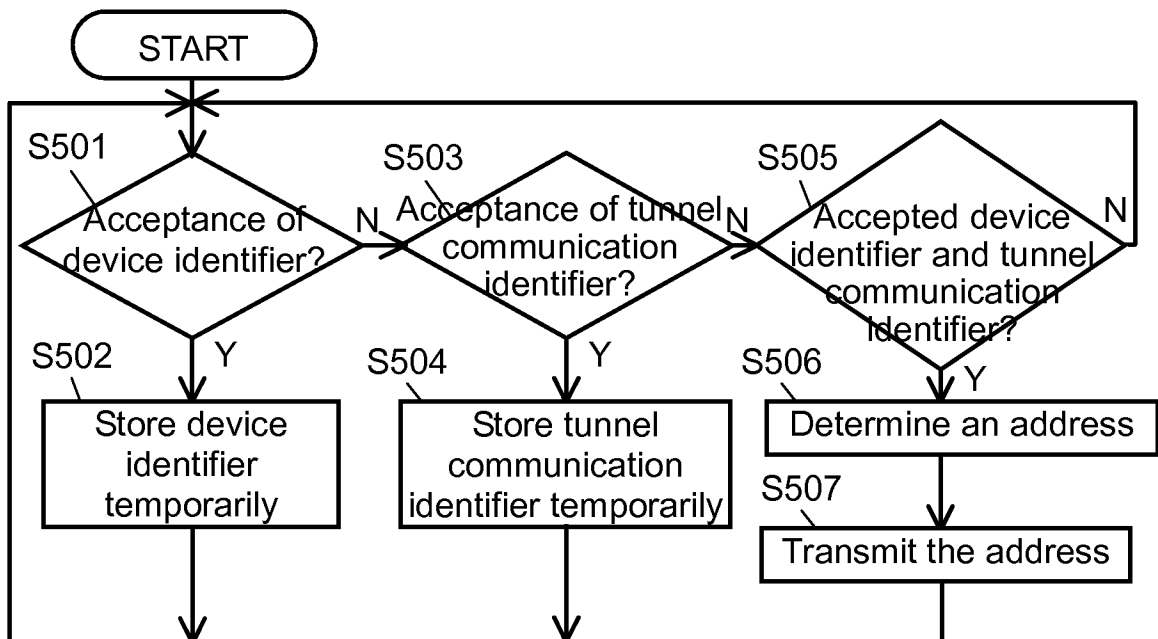 START
S501
Acceptance of
device identifier?
N
Y
S502
Store device
identifier
temporarily
S503
Acceptance of tunnel
communication
identifier?
N
Y
S504
Store tunnel
communication
identifier temporarily
S505
Accepted device
identifier and tunnel
communication
identifier?
N
Y
S506
Determine an address
S507
Transmit the address